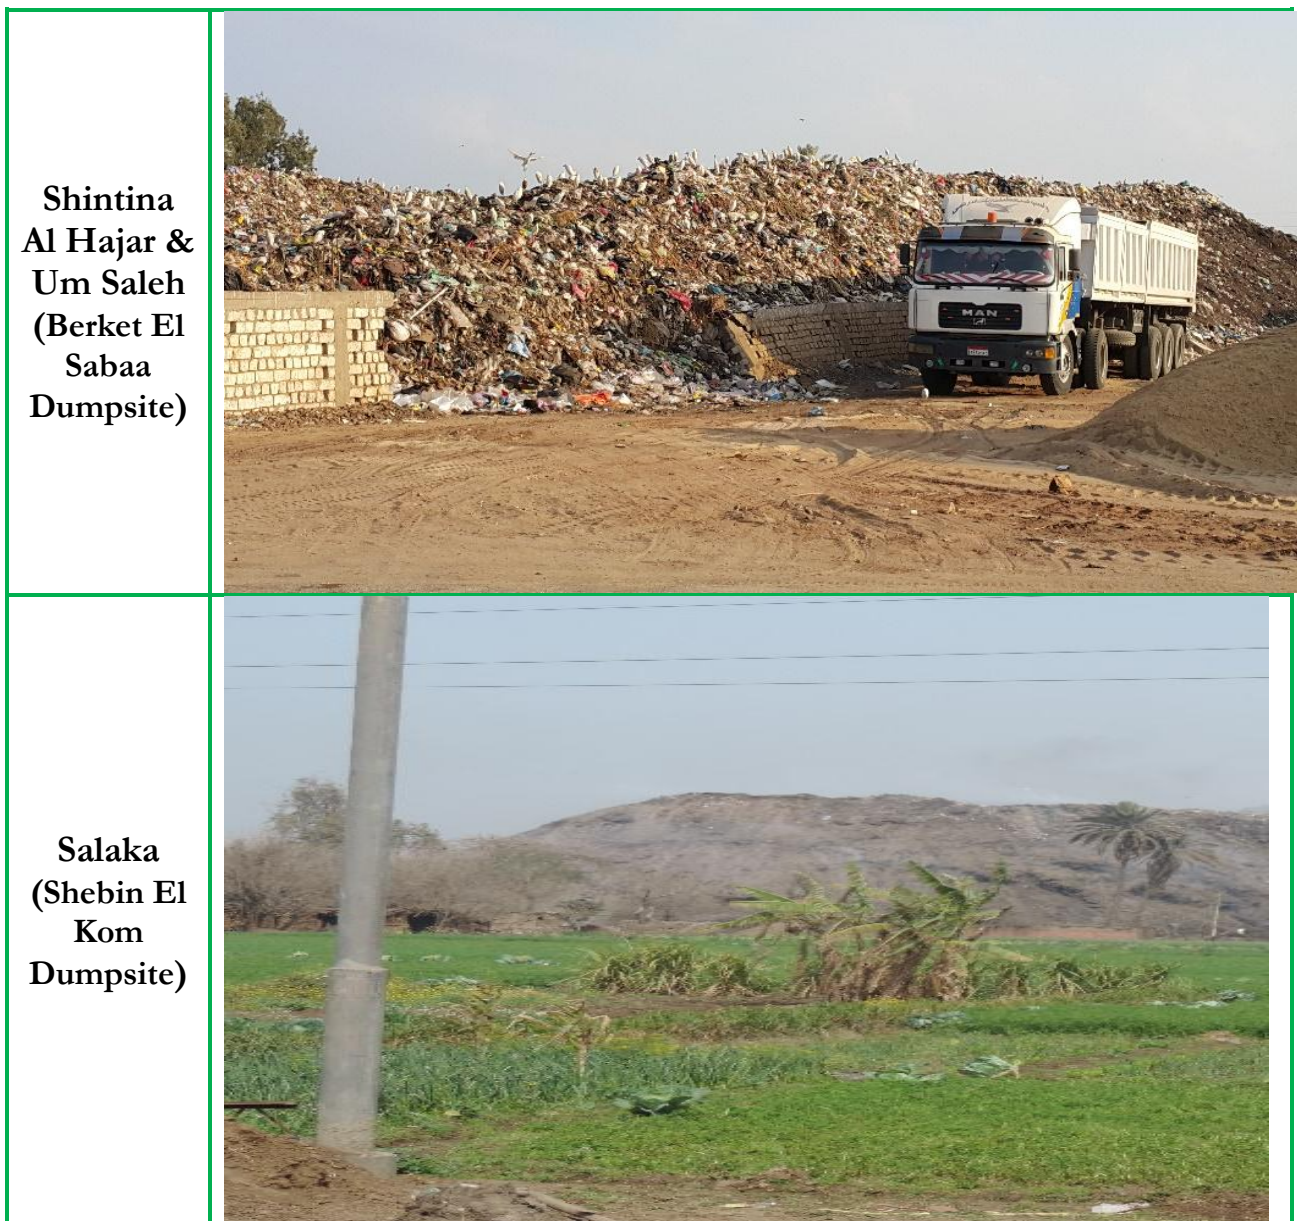 Shintina
Al Hajar &
Um Saleh
(Berket El
Sabaa
Dumpsite)
MAN
Salaka
(Shebin El
Kom
Dumpsite)